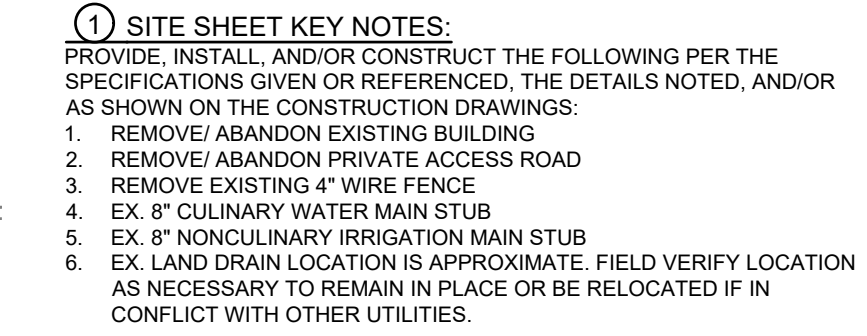 1 SITE SHEET KEY NOTES:
PROVIDE, INSTALL, AND/OR CONSTRUCT THE FOLLOWING PER THE
SPECIFICATIONS GIVEN OR REFERENCED, THE DETAILS NOTED, AND/OR
AS SHOWN ON THE CONSTRUCTION DRAWINGS:
1. REMOVE/ ABANDON EXISTING BUILDING
2. REMOVE/ ABANDON PRIVATE ACCESS ROAD
3. REMOVE EXISTING 4" WIRE FENCE
4. EX. 8" CULINARY WATER MAIN STUB
5. EX. 8" NONCULINARY IRRIGATION MAIN STUB
6. EX. LAND DRAIN LOCATION IS APPROXIMATE. FIELD VERIFY LOCATION
AS NECESSARY TO REMAIN IN PLACE OR BE RELOCATED IF IN
CONFLICT WITH OTHER UTILITIES.